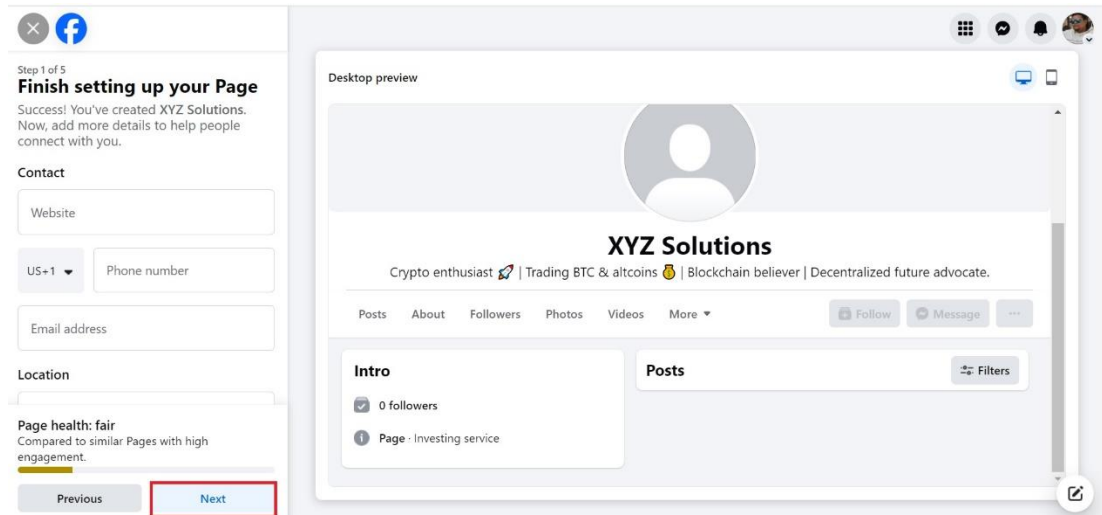 Step 1 of 5
Finish setting up your Page
Success! You've created XYZ Solutions.
Now, add more details to help people
connect with you.
Contact
Website
US+1 Phone number
Email address
Location
Page health: fair
Compared to similar Pages with high
engagement.
Previous Next
Desktop preview
XYZ Solutions
Crypto enthusiast 🚀 | Trading BTC & altcoins 💰 | Blockchain believer | Decentralized future advocate.
Posts About Followers Photos Videos More Follow Message ...
Intro
0 followers
Page · Investing service
Posts Filters